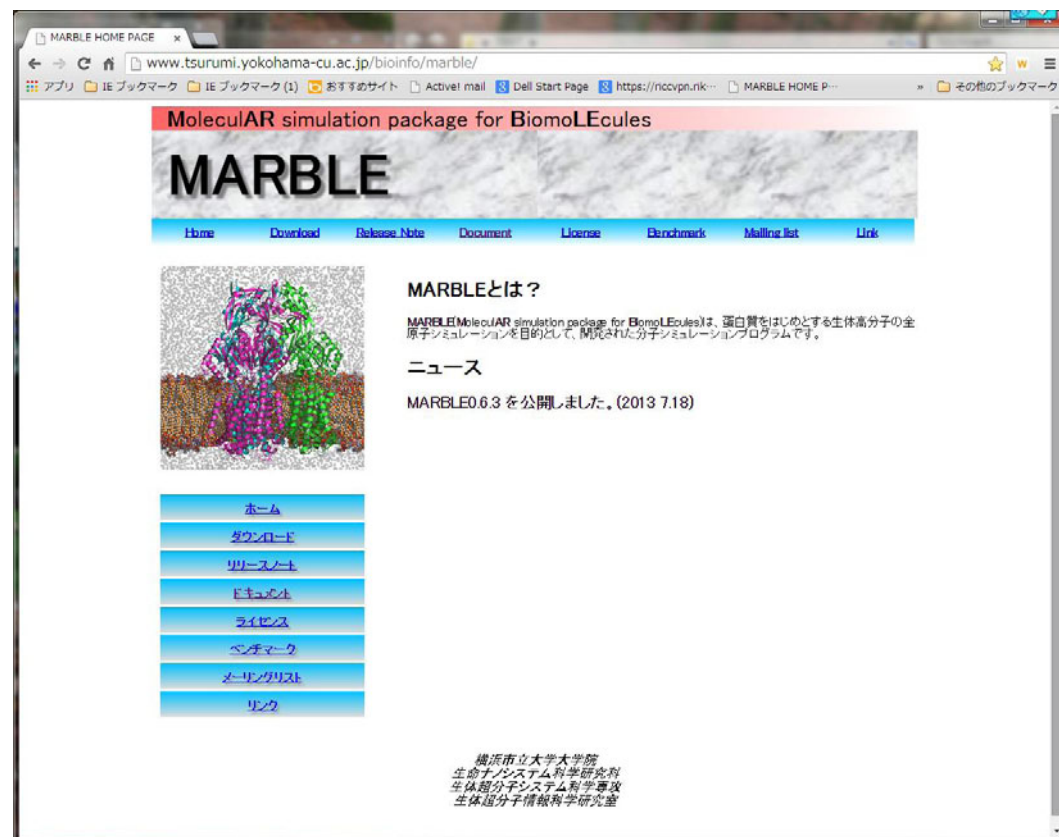 MARBLE HOME PAGE
www.tsurumi.yokohama-cu.ac.jp/bioinfo/marble/
アプリ IE ブックマーク IE ブックマーク (1) おすすめサイト Active! mail Dell Start Page https://riccvpn.rik… MARBLE HOME P… » その他のブックマーク
MoleculAR simulation package for BiomoLEcules
MARBLE
Home Download Release Note Document License Benchmark Mailing list Link
MARBLEとは？
MARBLE(MoleculAR simulation package for BiomoLEcules)は、蛋白質をはじめとする生体高分子の全
原子シミュレーションを目的として、開発された分子シミュレーションプログラムです。
ニュース
MARBLE0.6.3 を公開しました。(2013 7.18)
ホーム
ダウンロード
リリースノート
ドキュメント
ライセンス
ベンチマーク
メーリングリスト
リンク
横浜市立大学大学院
生命ナノシステム科学研究科
生体超分子システム科学専攻
生体超分子情報科学研究室